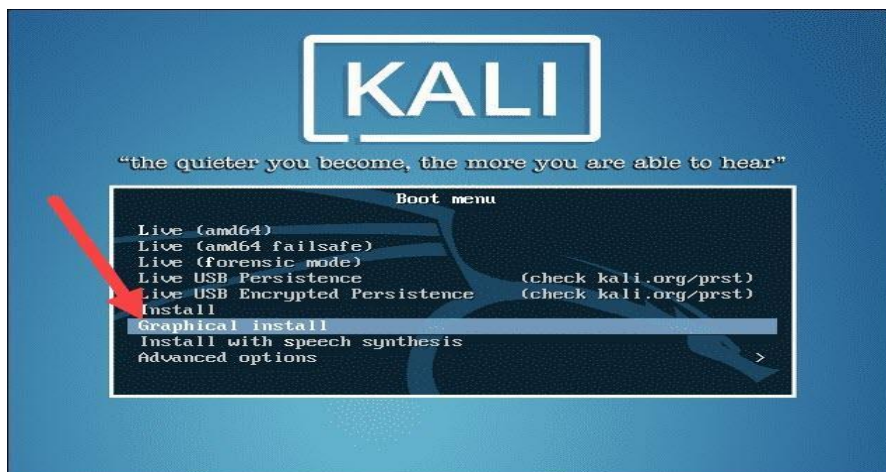 KALI
“the quieter you become, the more you are able to hear”
Boot menu
Live (amd64)
Live (amd64 failsafe)
Live (forensic mode)
Live USB Persistence (check kali.org/prst)
Live USB Encrypted Persistence (check kali.org/prst)
Install
Graphical install
Install with speech synthesis
Advanced options >